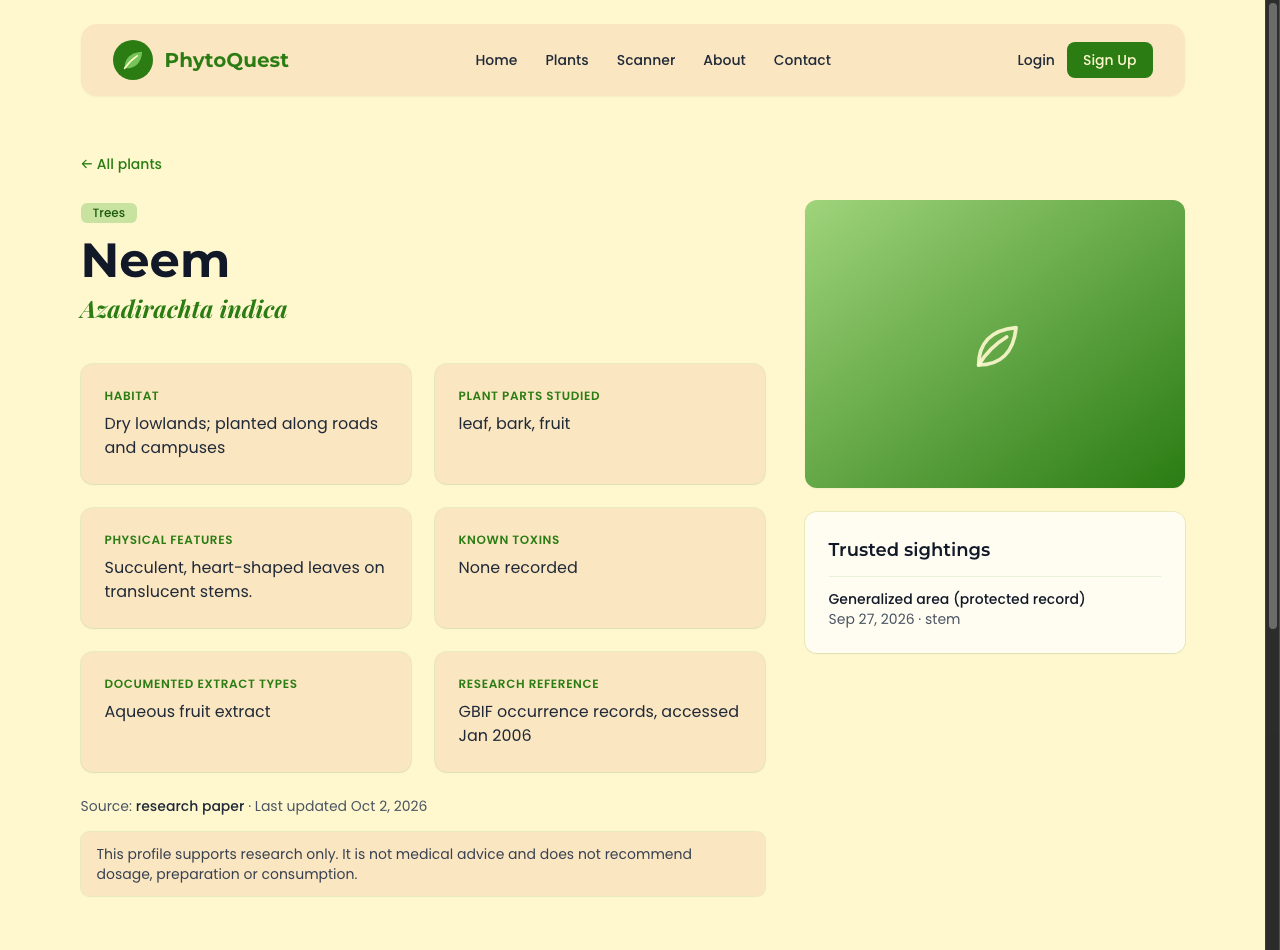 PhytoQuest
Home
Plants
Scanner
About
Contact
Login
Sign Up
← All plants
Trees
Neem
Azadirachta indica
HABITAT
Dry lowlands; planted along roads
and campuses
PLANT PARTS STUDIED
leaf, bark, fruit
PHYSICAL FEATURES
Succulent, heart-shaped leaves on
translucent stems.
KNOWN TOXINS
None recorded
DOCUMENTED EXTRACT TYPES
Aqueous fruit extract
RESEARCH REFERENCE
GBIF occurrence records, accessed
Jan 2006
Source: research paper · Last updated Oct 2, 2026
This profile supports research only. It is not medical advice and does not recommend
dosage, preparation or consumption.
Trusted sightings
Generalized area (protected record)
Sep 27, 2026 · stem